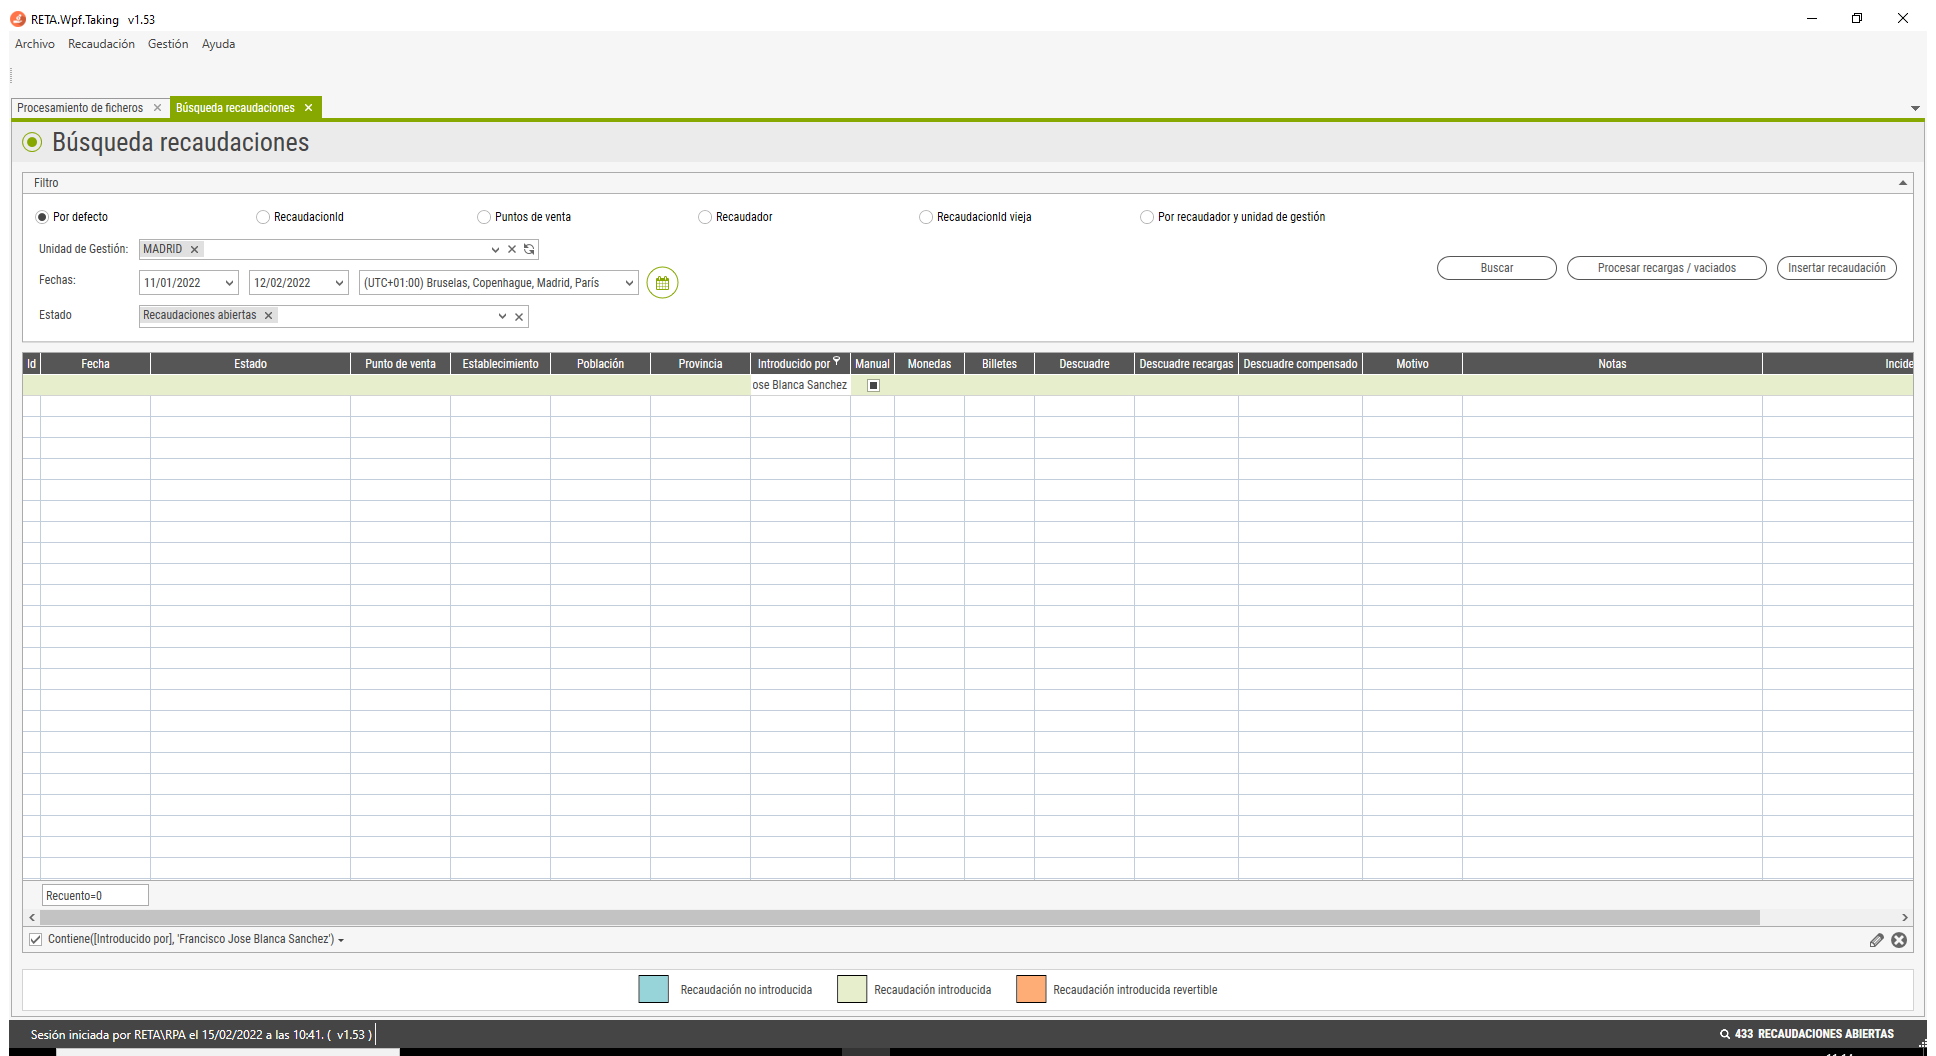 RETA.Wpf.Taking v1.53
Archivo Recaudación Gestión Ayuda
Procesamiento de ficheros Búsqueda recaudaciones
Búsqueda recaudaciones
Filtro
Por defecto RecaudacionId Puntos de venta Recaudador RecaudacionId vieja Por recaudador y unidad de gestión
Unidad de Gestión: MADRID
Buscar Procesar recargas / vaciados Insertar recaudación
Fechas: 11/01/2022 12/02/2022 (UTC+01:00) Bruselas, Copenhague, Madrid, París
Estado Recaudaciones abiertas
Id Fecha Estado Punto de venta Establecimiento Población Provincia Introducido por Manual Monedas Billetes Descuadre Descuadre recargas Descuadre compensado Motivo Notas Incide
ose Blanca Sanchez
Recuento=0
Contiene([Introducido por], 'Francisco Jose Blanca Sanchez')
Recaudación no introducida Recaudación introducida Recaudación introducida revertible
Sesión iniciada por RETA\RPA el 15/02/2022 a las 10:41. ( v1.53 ) 433 RECAUDACIONES ABIERTAS